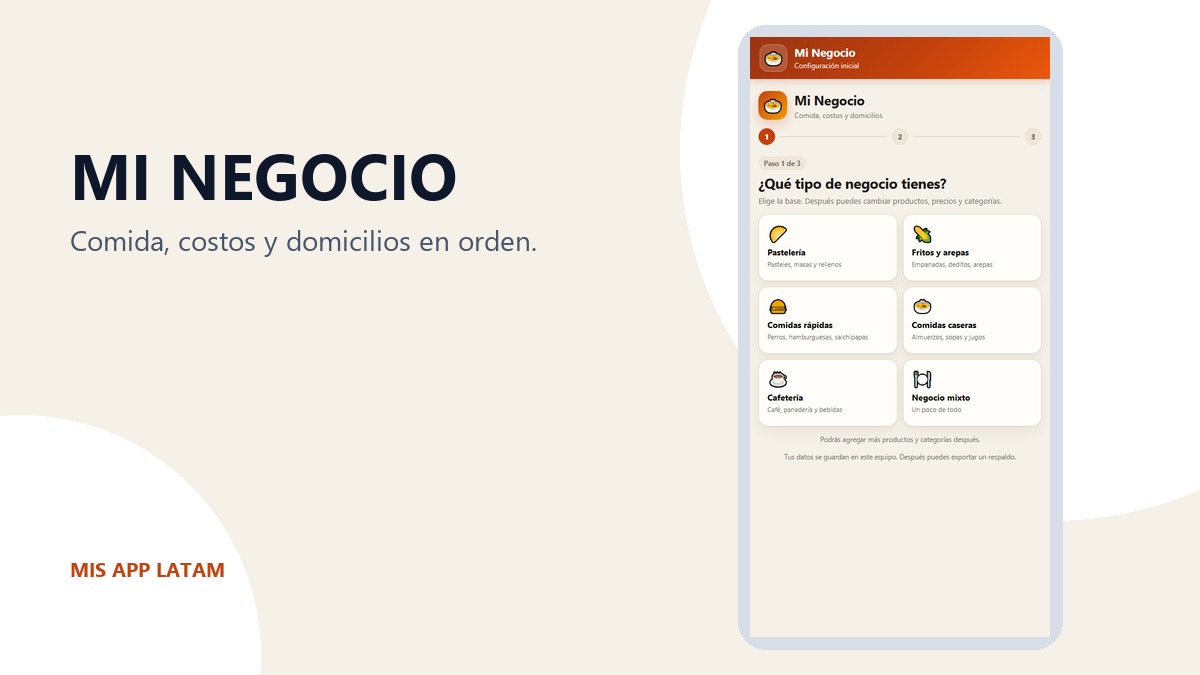 MI NEGOCIO
Comida, costos y domicilios en orden.
MIS APP LATAM
Mi Negocio
Configuración inicial
Mi Negocio
Comida, costos y domicilios
1 2 3
Paso 1 de 3
¿Qué tipo de negocio tienes?
Elige la base. Después puedes cambiar productos, precios y categorías.
Pastelería
Pasteles, masas y rellenos
Fritos y arepas
Empanadas, deditos, arepas
Comidas rápidas
Perros, hamburguesas, salchipapas
Comidas caseras
Almuerzos, sopas y jugos
Cafetería
Café, panadería y bebidas
Negocio mixto
Un poco de todo
Podrás agregar más productos y categorías después.
Tus datos se guardan en este equipo. Después puedes exportar un respaldo.